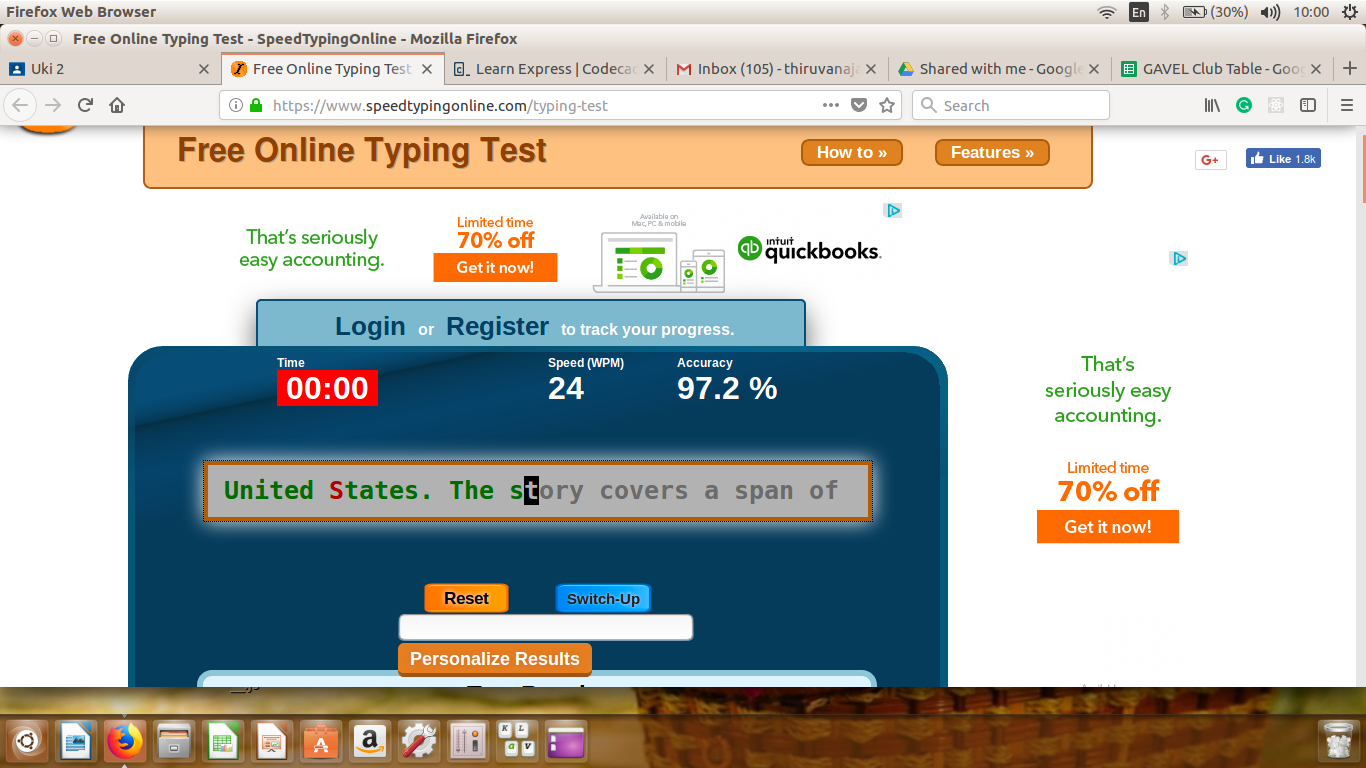 Firefox Web Browser
En
(30%)
10:00
Free Online Typing Test - SpeedTypingOnline - Mozilla Firefox
Uki 2
Free Online Typing Test
Learn Express | Codecac
Inbox (105) - thiruvanaja
Shared with me - Google
GAVEL Club Table - Goog
https://www.speedtypingonline.com/typing-test
Search
Free Online Typing Test
How to »
Features »
G+
Like 1.8k
That's seriously
easy accounting.
Limited time
70% off
Get it now!
Available on
Mac, PC & mobile
intuit
quickbooks.
Login or Register to track your progress.
Time
00:00
Speed (WPM)
24
Accuracy
97.2 %
United States. The story covers a span of
Reset
Switch-Up
Personalize Results
That's
seriously easy
accounting.
Limited time
70% off
Get it now!